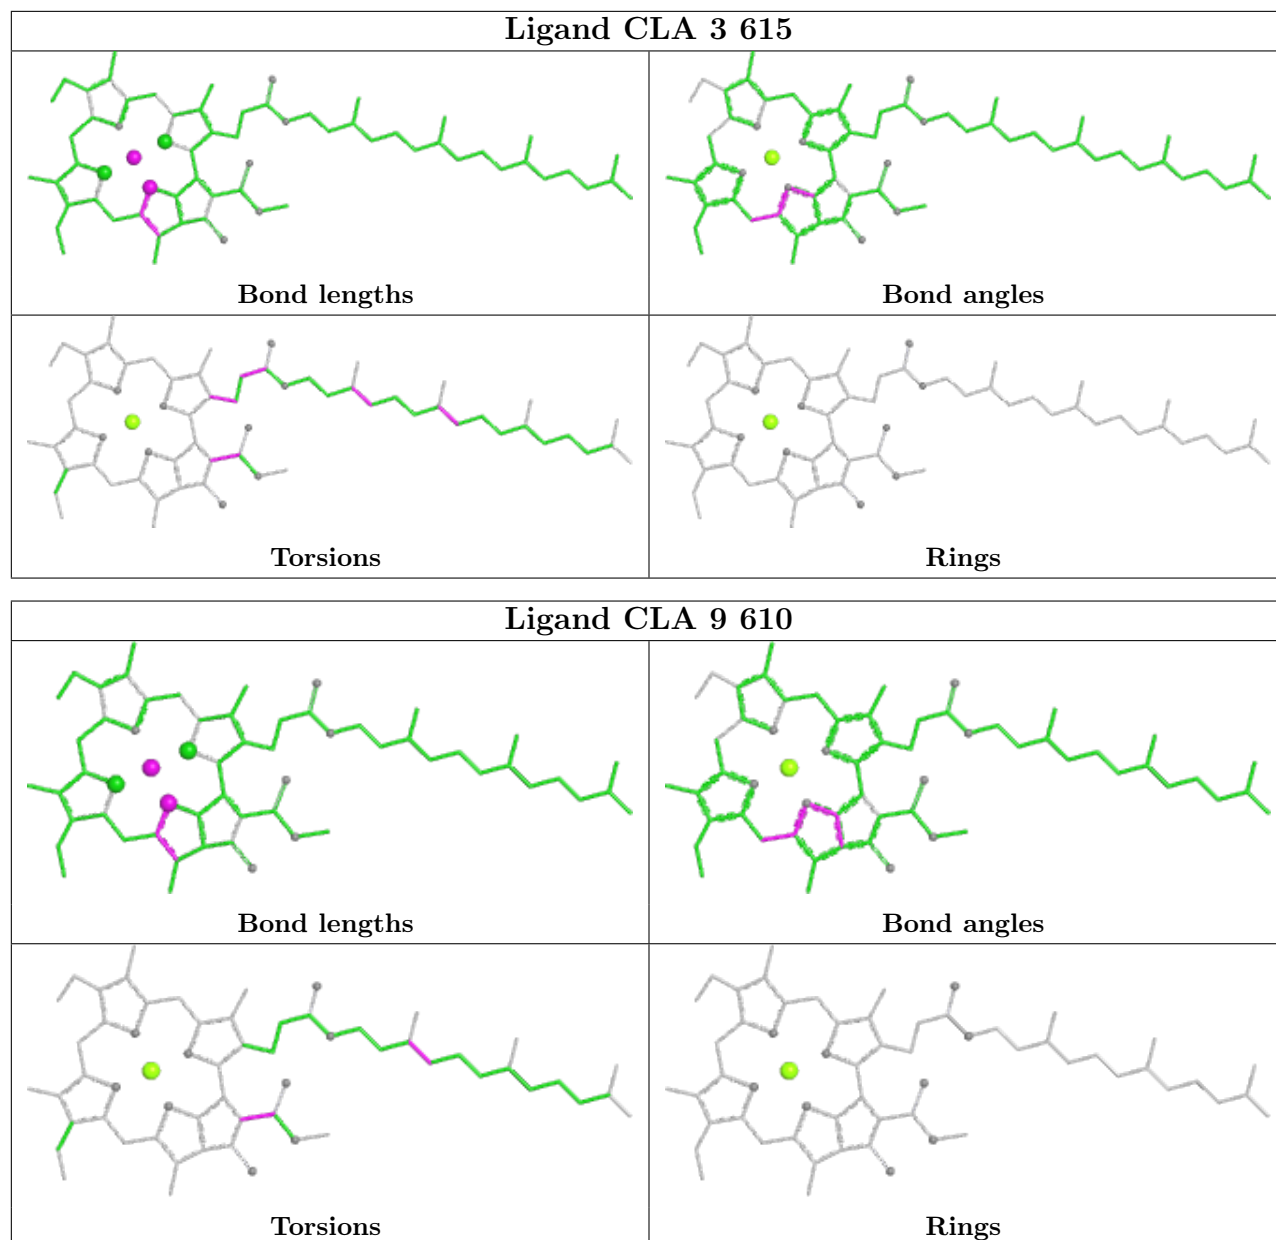 Ligand CLA 3 615
Bond lengths
Bond angles
Torsions
Rings
Ligand CLA 9 610
Bond lengths
Bond angles
Torsions
Rings